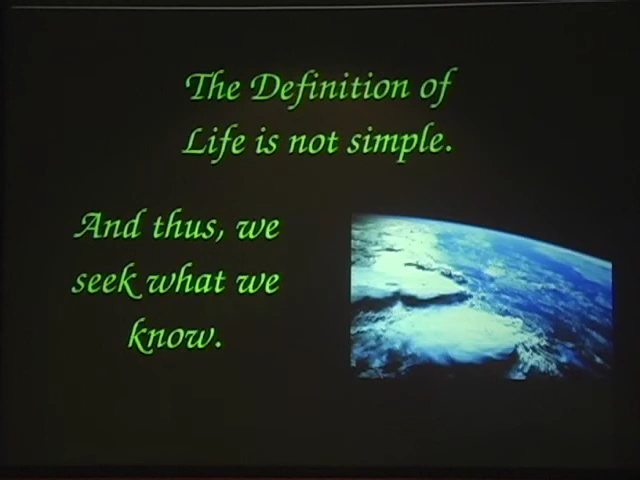 The Definition of
Life is not simple.
And thus, we
seek what we
know.